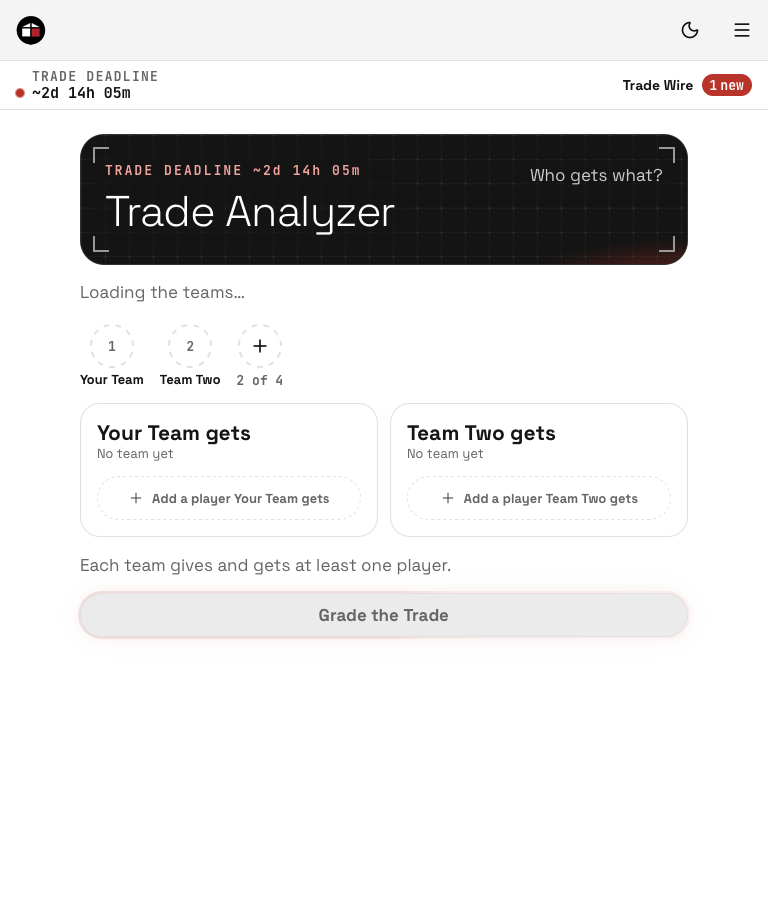 TRADE DEADLINE
~2d 14h 05m
Trade Wire
1 new
TRADE DEADLINE ~2d 14h 05m
Who gets what?
Trade Analyzer
Loading the teams…
1
2
Your Team
Team Two
2 of 4
Your Team gets
No team yet
Add a player Your Team gets
Team Two gets
No team yet
Add a player Team Two gets
Each team gives and gets at least one player.
Grade the Trade